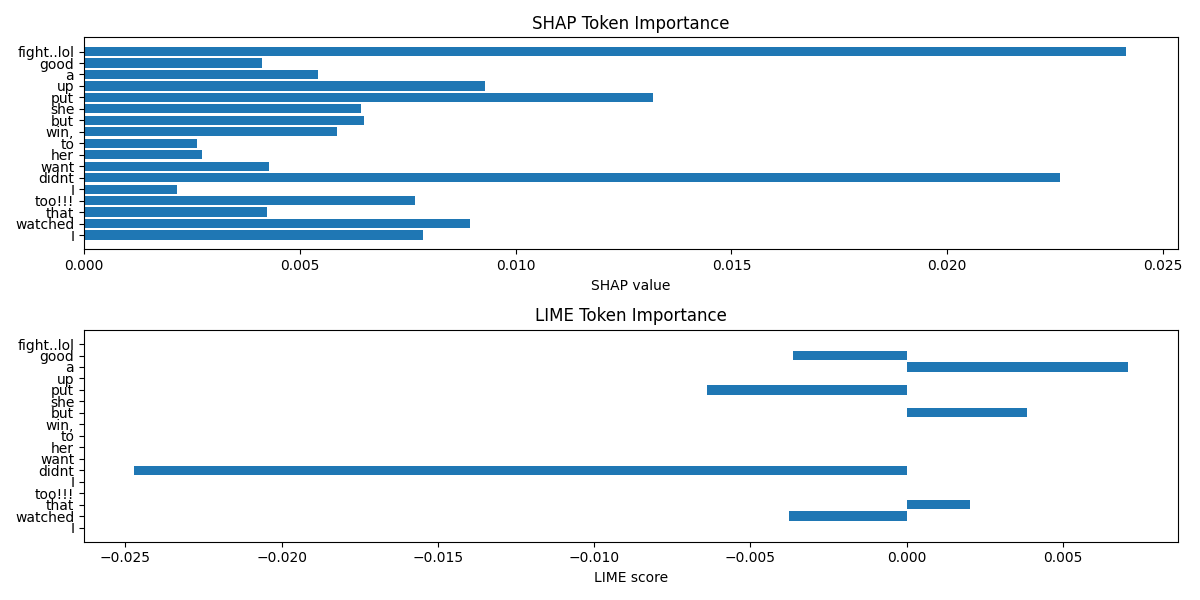 SHAP Token Importance
fight..lol
good
a
up
put
she
but
win,
to
her
want
didnt
I
too!!!
that
watched
I
0.000 0.005 0.010 0.015 0.020 0.025
SHAP value
LIME Token Importance
fight..lol
good
a
up
put
she
but
win,
to
her
want
didnt
I
too!!!
that
watched
I
−0.025 −0.020 −0.015 −0.010 −0.005 0.000 0.005
LIME score